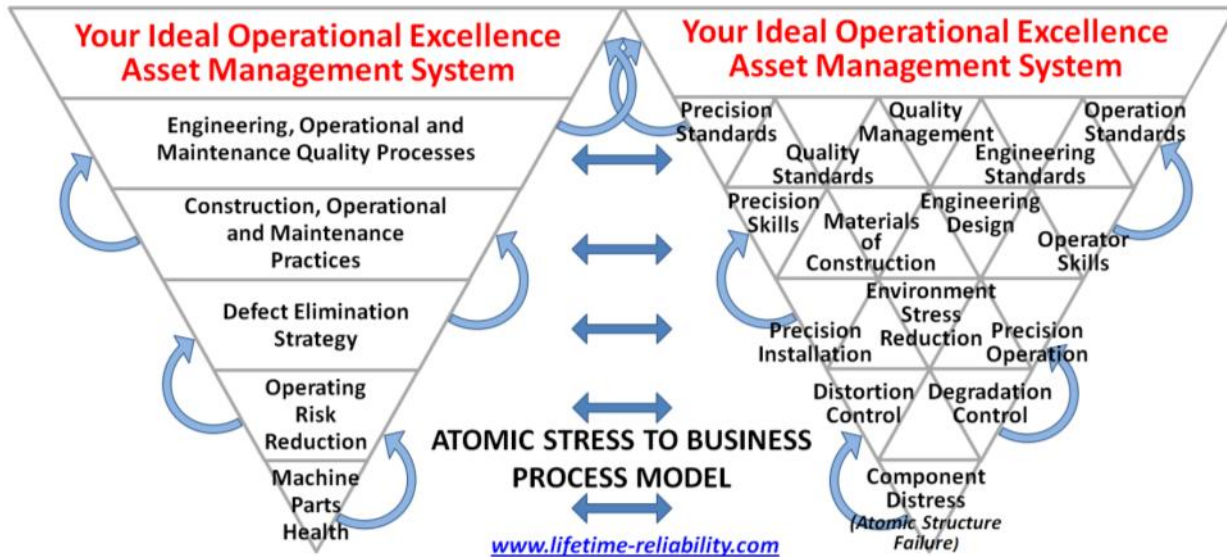 Your Ideal Operational Excellence
Asset Management System
Engineering, Operational and
Maintenance Quality Processes
Construction, Operational
and Maintenance
Practices
Defect Elimination
Strategy
Operating
Risk
Reduction
Machine
Parts
Health
Your Ideal Operational Excellence
Asset Management System
Precision
Standards
Quality
Management
Operation
Standards
Quality
Standards
Engineering
Standards
Precision
Skills
Materials
of
Construction
Engineering
Design
Operator
Skills
Precision
Installation
Environment
Stress
Reduction
Precision
Operation
Distortion
Control
Degradation
Control
Component
Distress
(Atomic Structure
Failure)
ATOMIC STRESS TO BUSINESS
PROCESS MODEL
www.lifetime-reliability.com